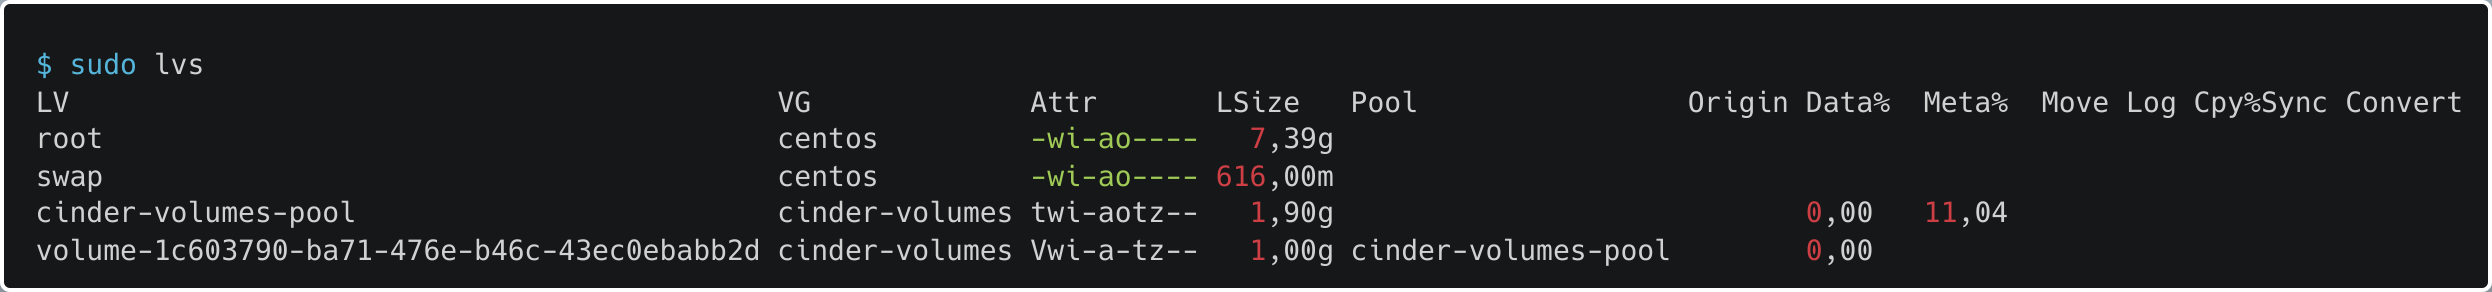 $ sudo lvs
LV                                          VG             Attr       LSize   Pool                Origin Data%  Meta%  Move Log Cpy%Sync Convert
root                                        centos         -wi-ao----   7,39g
swap                                        centos         -wi-ao---- 616,00m
cinder-volumes-pool                         cinder-volumes twi-aotz--   1,90g                            0,00   11,04
volume-1c603790-ba71-476e-b46c-43ec0ebabb2d cinder-volumes Vwi-a-tz--   1,00g cinder-volumes-pool        0,00